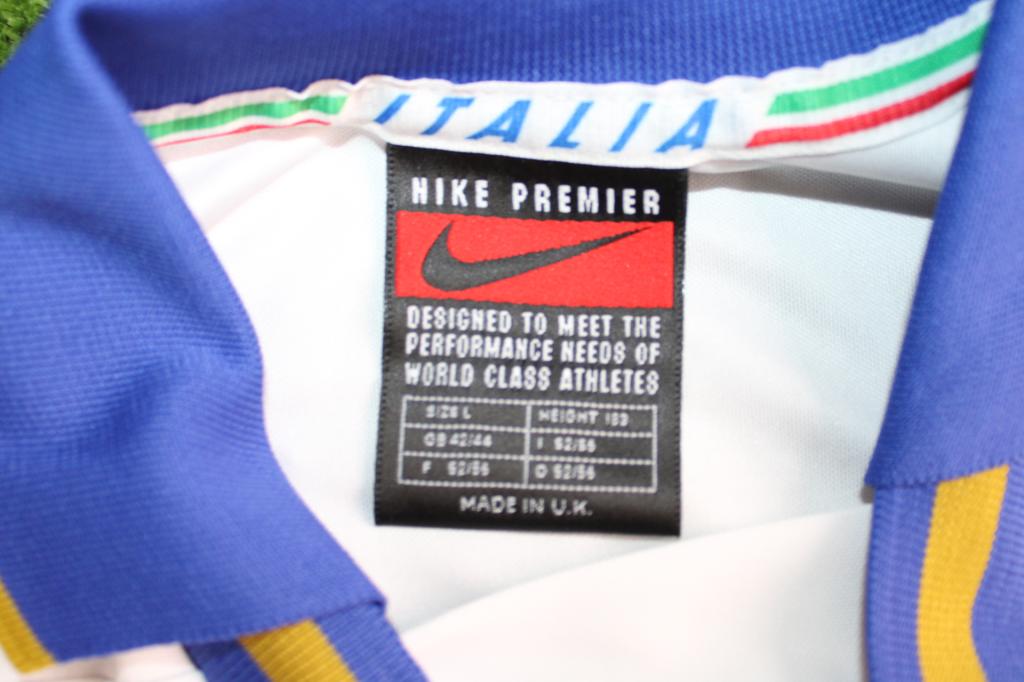 ITALIA
NIKE PREMIER
DESIGNED TO MEET THE
PERFORMANCE NEEDS OF
WORLD CLASS ATHLETES
SIZE L HEIGHT 183
GB 42/44 I 52/56
F 52/56 D 52/56
MADE IN U.K.